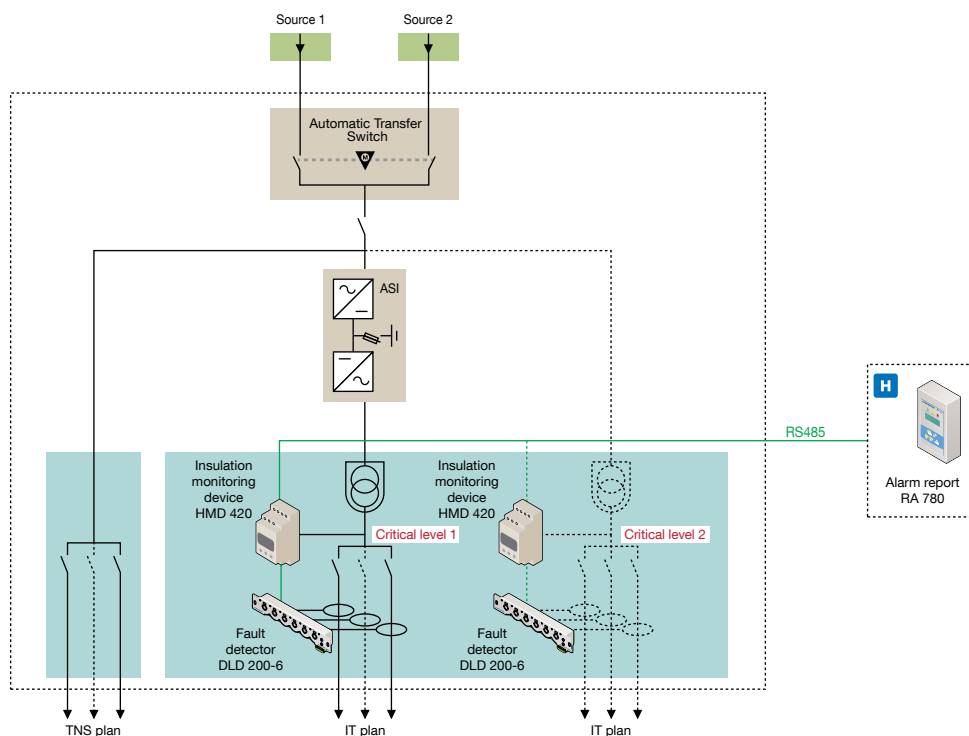 Source 1
Source 2
Automatic Transfer
Switch
M
ASI
H
RS485
Alarm report
RA 780
Insulation
monitoring
device
HMD 420
Critical level 1
Insulation
monitoring
device
HMD 420
Critical level 2
Fault
detector
DLD 200-6
Fault
detector
DLD 200-6
TNS plan
IT plan
IT plan